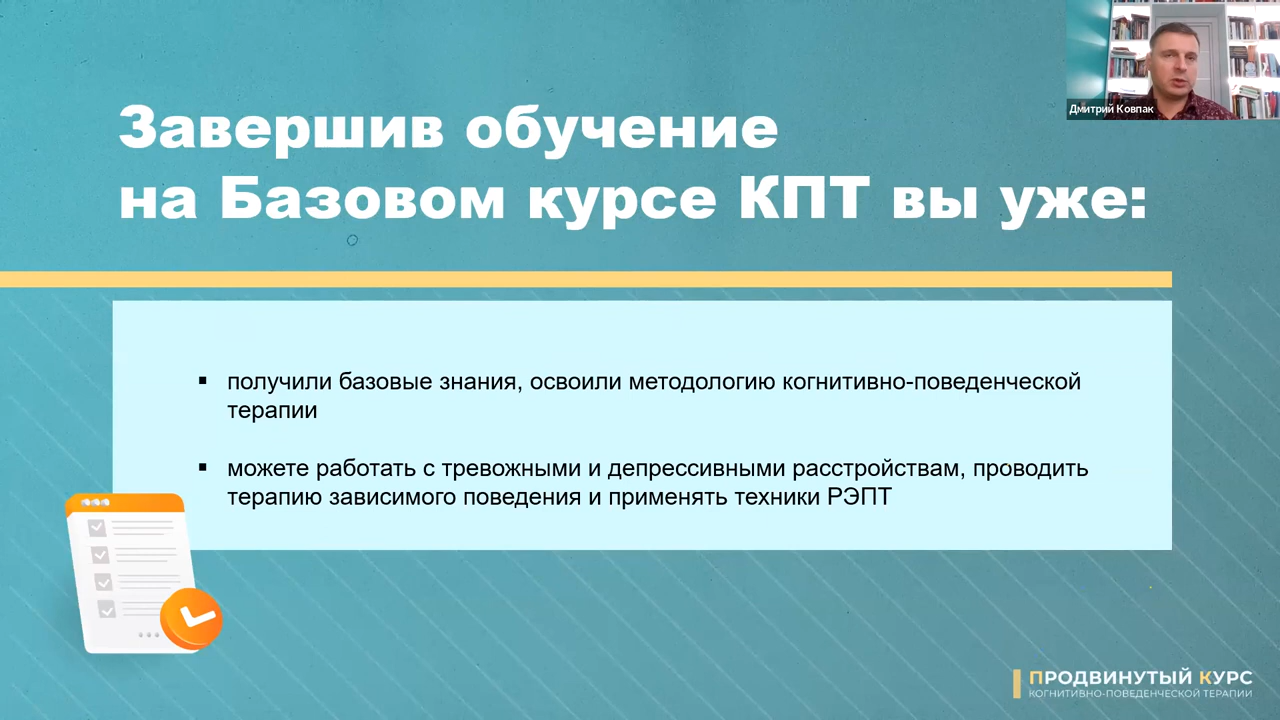 Дмитрий Ковпак
Завершив обучение
на Базовом курсе КПТ вы уже:
▪ получили базовые знания, освоили методологию когнитивно-поведенческой
терапии
▪ можете работать с тревожными и депрессивными расстройствам, проводить
терапию зависимого поведения и применять техники РЭПТ
ПРОДВИНУТЫЙ КУРС
КОГНИТИВНО-ПОВЕДЕНЧЕСКОЙ ТЕРАПИИ